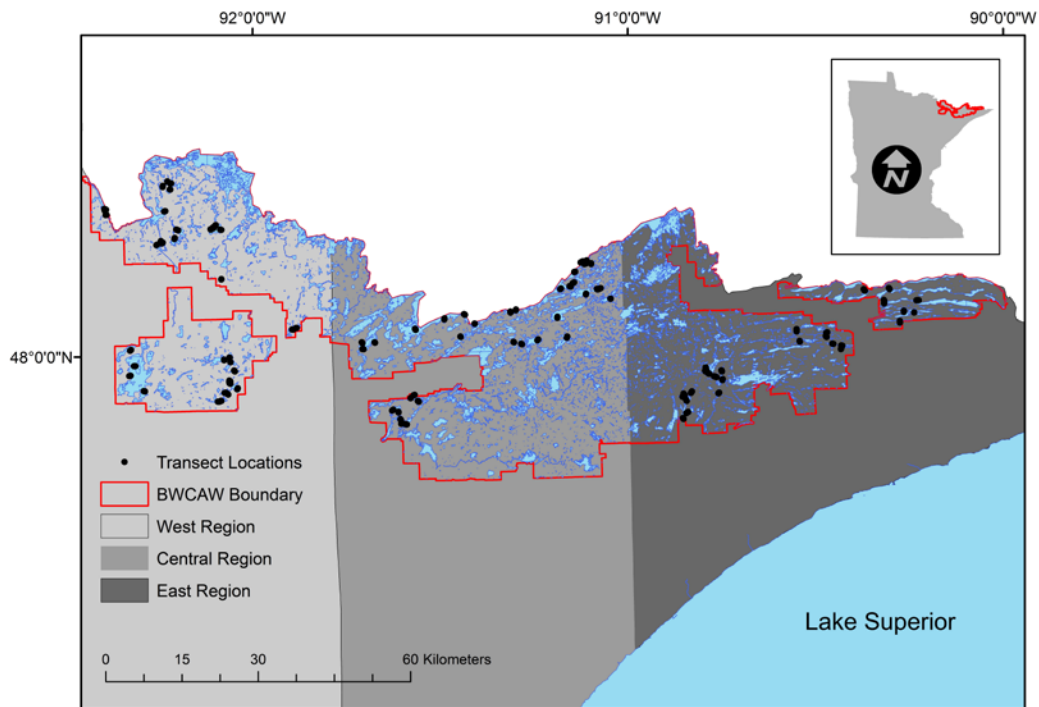 92°0'0"W 91°0'0"W 90°0'0"W
N
48°0'0"N
Transect Locations
BWCAW Boundary
West Region
Central Region
East Region
Lake Superior
0 15 30 60 Kilometers